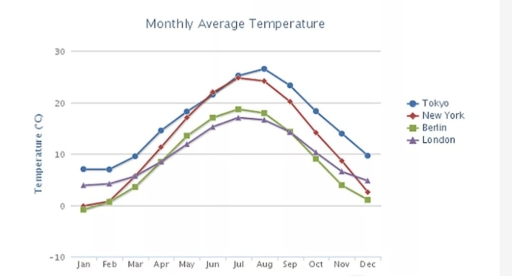 Monthly Average Temperature
Temperature (°C)
30
20
10
0
-10
Jan Feb Mar Apr May Jun Jul Aug Sep Oct Nov Dec
Tokyo
New York
Berlin
London